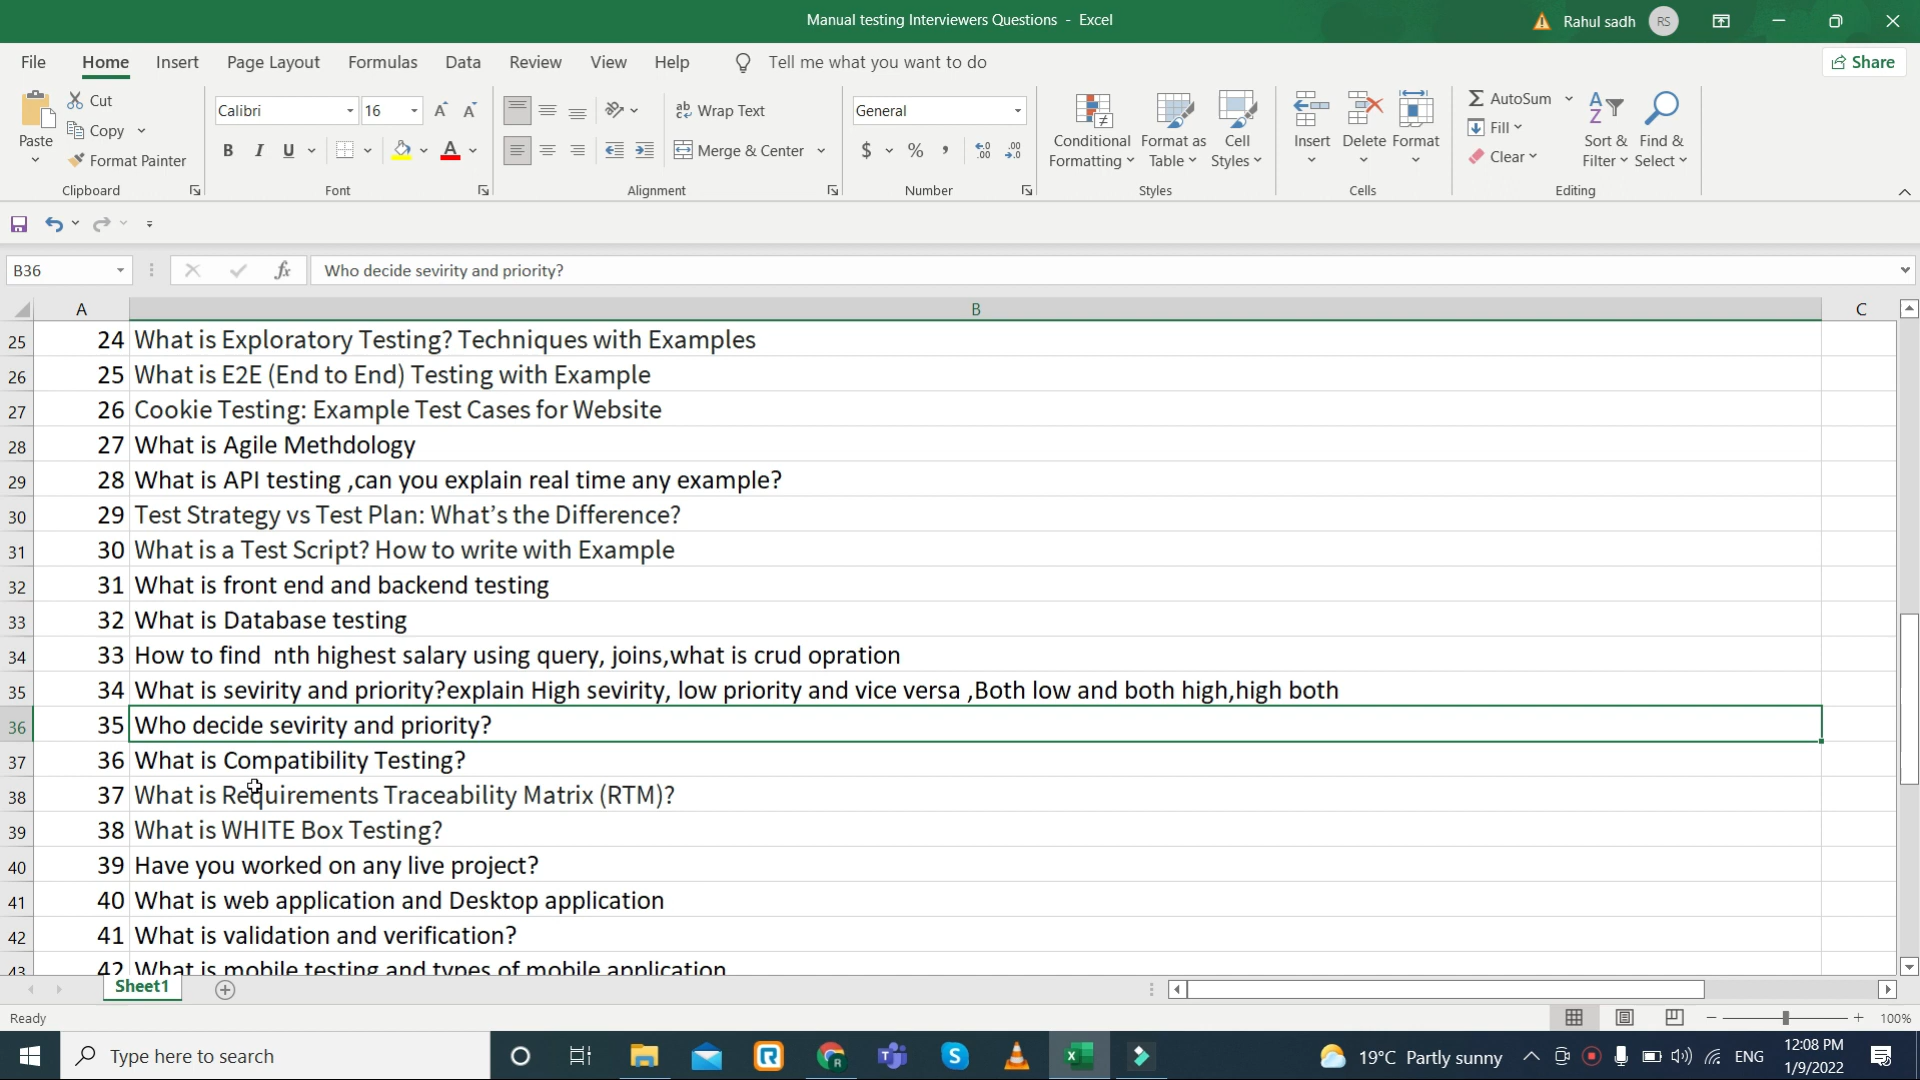 Manual testing Interviewers Questions - Excel
Rahul sadh RS
File Home Insert Page Layout Formulas Data Review View Help Tell me what you want to do Share
Paste Cut Copy Format Painter Clipboard
Calibri 16 B I U A Font
ab Wrap Text Merge & Center Alignment
General $ % , Number
Conditional Formatting Format as Table Cell Styles Styles
Insert Delete Format Cells
AutoSum Fill Clear Sort & Filter Find & Select Editing
B36 fx Who decide sevirity and priority?
A B C
25 24 What is Exploratory Testing? Techniques with Examples
26 25 What is E2E (End to End) Testing with Example
27 26 Cookie Testing: Example Test Cases for Website
28 27 What is Agile Methdology
29 28 What is API testing ,can you explain real time any example?
30 29 Test Strategy vs Test Plan: What’s the Difference?
31 30 What is a Test Script? How to write with Example
32 31 What is front end and backend testing
33 32 What is Database testing
34 33 How to find  nth highest salary using query, joins,what is crud opration
35 34 What is sevirity and priority?explain High sevirity, low priority and vice versa ,Both low and both high,high both
36 35 Who decide sevirity and priority?
37 36 What is Compatibility Testing?
38 37 What is Requirements Traceability Matrix (RTM)?
39 38 What is WHITE Box Testing?
40 39 Have you worked on any live project?
41 40 What is web application and Desktop application
42 41 What is validation and verification?
43 42 What is mobile testing and types of mobile application
Sheet1
Ready 100%
Type here to search 19°C Partly sunny ENG 12:08 PM
1/9/2022